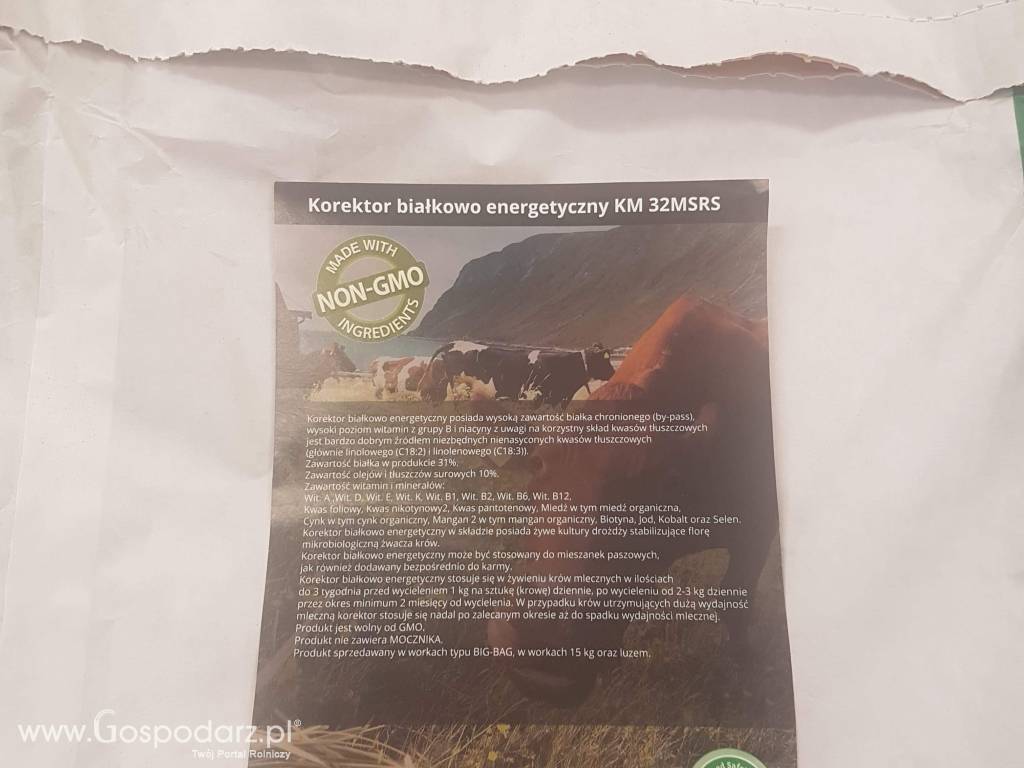 Korektor białkowo energetyczny KM 32MSRS
MADE WITH
NON-GMO
INGREDIENTS
Korektor białkowo energetyczny posiada wysoką zawartość białka chronionego (by-pass),
wysoki poziom witamin z grupy B i niacyny z uwagi na korzystny skład kwasów tłuszczowych
jest bardzo dobrym źródłem niezbędnych nienasyconych kwasów tłuszczowych
(głównie linolowego (C18:2) i linolenowego (C18:3)).
Zawartość białka w produkcie 31%.
Zawartość olejów i tłuszczów surowych 10%.
Zawartość witamin i minerałów:
Wit. A ,Wit. D, Wit. E, Wit. K, Wit. B1, Wit. B2, Wit. B6, Wit. B12,
Kwas foliowy, Kwas nikotynowy2, Kwas pantotenowy, Miedź w tym miedź organiczna,
Cynk w tym cynk organiczny, Mangan 2 w tym mangan organiczny, Biotyna, Jod, Kobalt oraz Selen.
Korektor białkowo energetyczny w składzie posiada żywe kultury drożdży stabilizujące florę
mikrobiologiczną żwacza krów.
Korektor białkowo energetyczny może być stosowany do mieszanek paszowych,
jak również dodawany bezpośrednio do karmy.
Korektor białkowo energetyczny stosuje się w żywieniu krów mlecznych w ilościach
do 3 tygodnia przed wycieleniem 1 kg na sztukę (krowę) dziennie, po wycieleniu od 2-3 kg dziennie
przez okres minimum 2 miesięcy od wycielenia. W przypadku krów utrzymujących dużą wydajność
mleczną korektor stosuje się nadal po zalecanym okresie aż do spadku wydajności mlecznej.
Produkt jest wolny od GMO.
Produkt nie zawiera MOCZNIKA.
Produkt sprzedawany w workach typu BIG-BAG, w workach 15 kg oraz luzem.
www.Gospodarz.pl®
Twój Portal Rolniczy